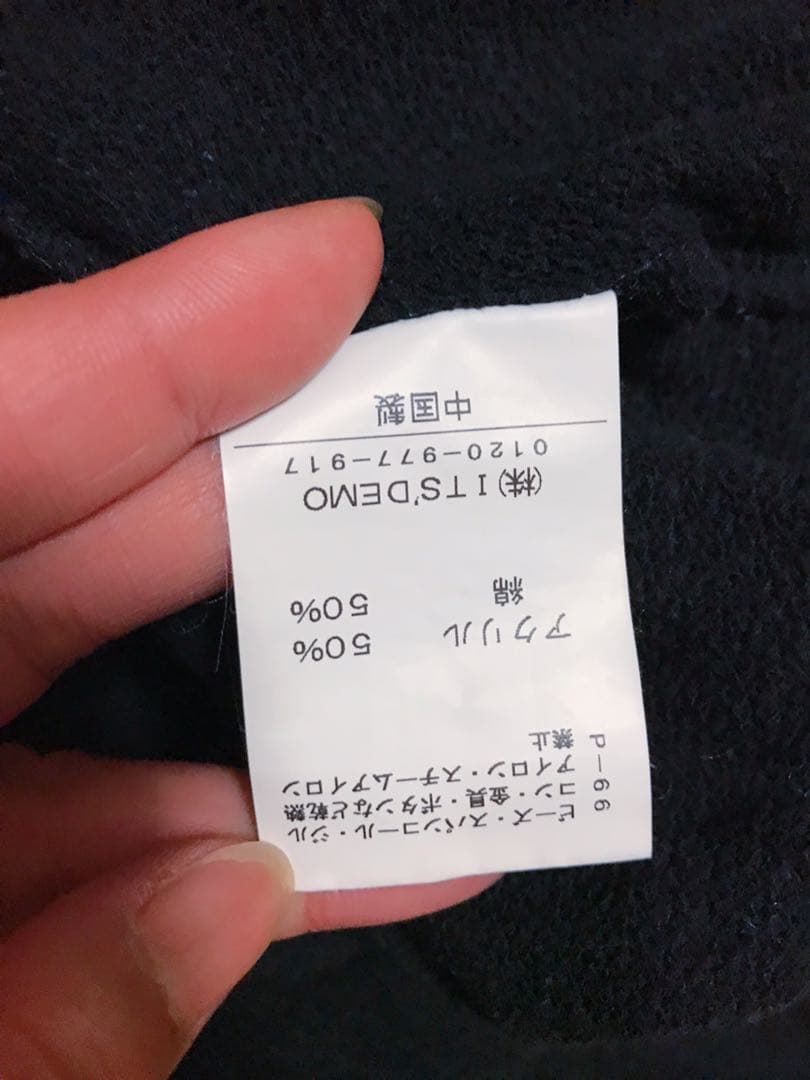 ビーズ・スパンコール・ジル
コン・金具・ボタンなど乾熱
アイロン・スチームアイロン
禁止
アクリル 50%
綿 50%
(株)ITS'DEMO
0120-977-917
中国製